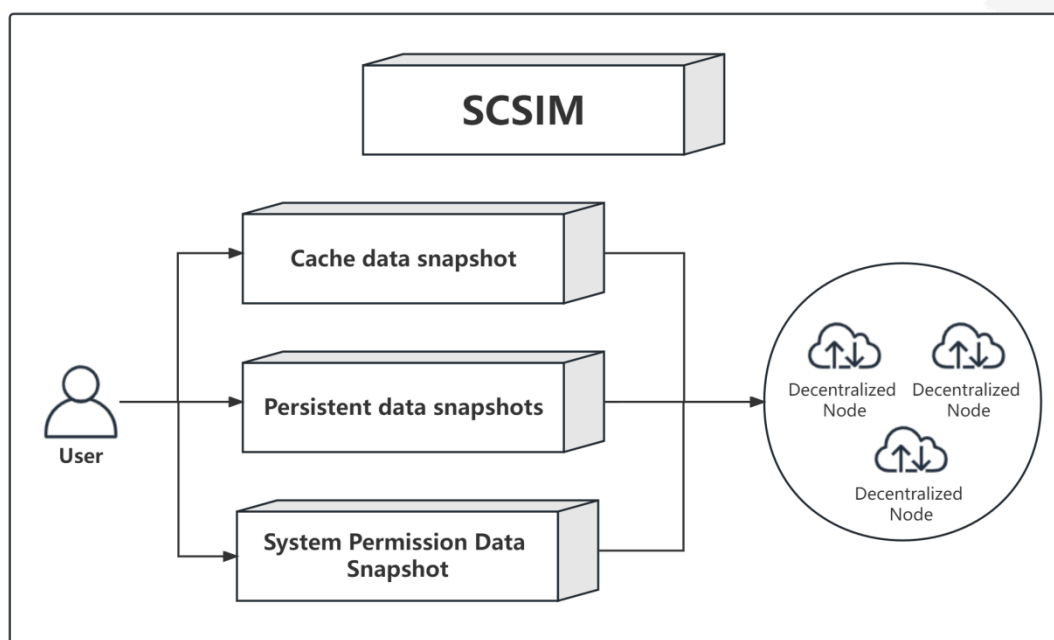 SCSIM
Cache data snapshot
Persistent data snapshots
User
System Permission Data
Snapshot
Decentralized
Node
Decentralized
Node
Decentralized
Node